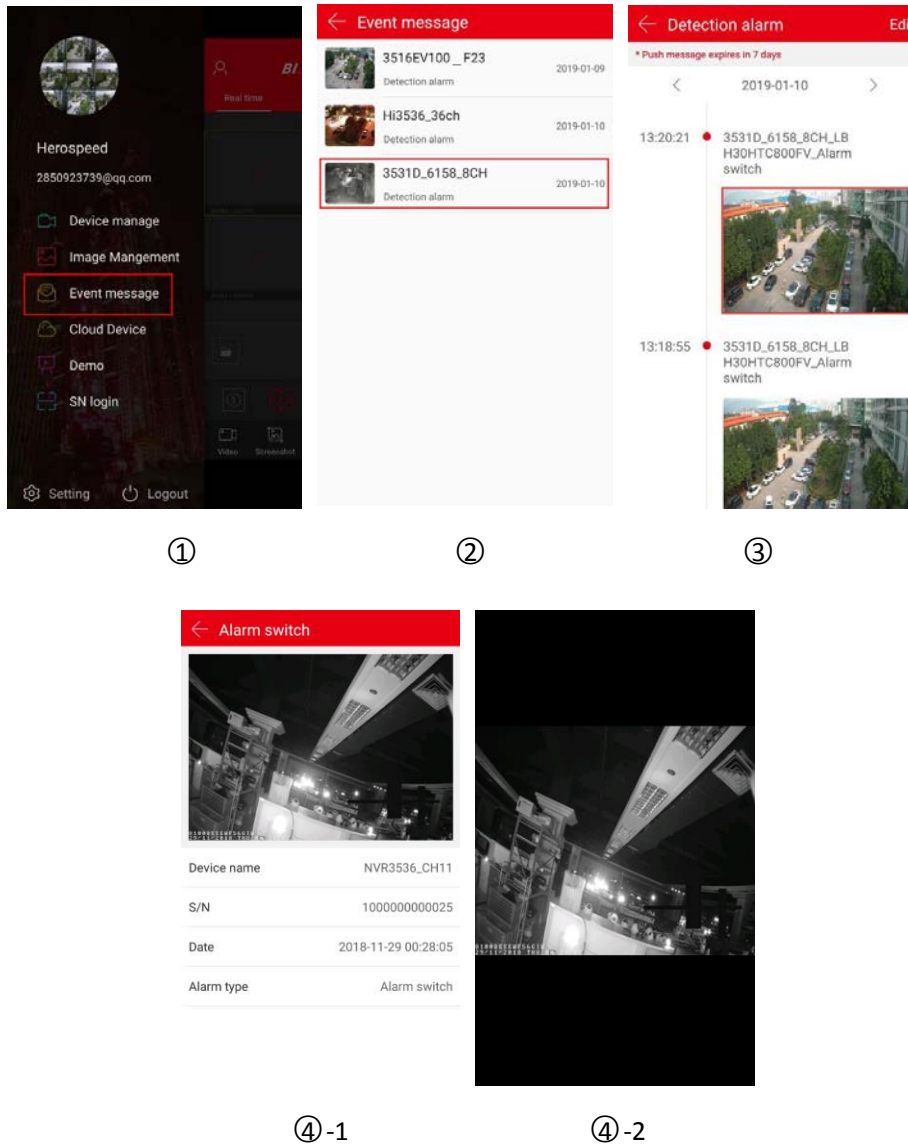 BI
Real time
Herospeed
2850923739@qq.com
Device manage
Image Mangement
Event message
Cloud Device
Demo
SN login
Video Screenshot
Setting Logout
①
Event message
3516EV100 _ F23
Detection alarm
2019-01-09
Hi3536_36ch
Detection alarm
2019-01-10
3531D_6158_8CH
Detection alarm
2019-01-10
②
Detection alarm Edi
* Push message expires in 7 days
< 2019-01-10 >
13:20:21
3531D_6158_8CH_LB
H30HTC800FV_Alarm
switch
13:18:55
3531D_6158_8CH_LB
H30HTC800FV_Alarm
switch
③
Alarm switch
Device name NVR3536_CH11
S/N 1000000000025
Date 2018-11-29 00:28:05
Alarm type Alarm switch
④-1
④-2